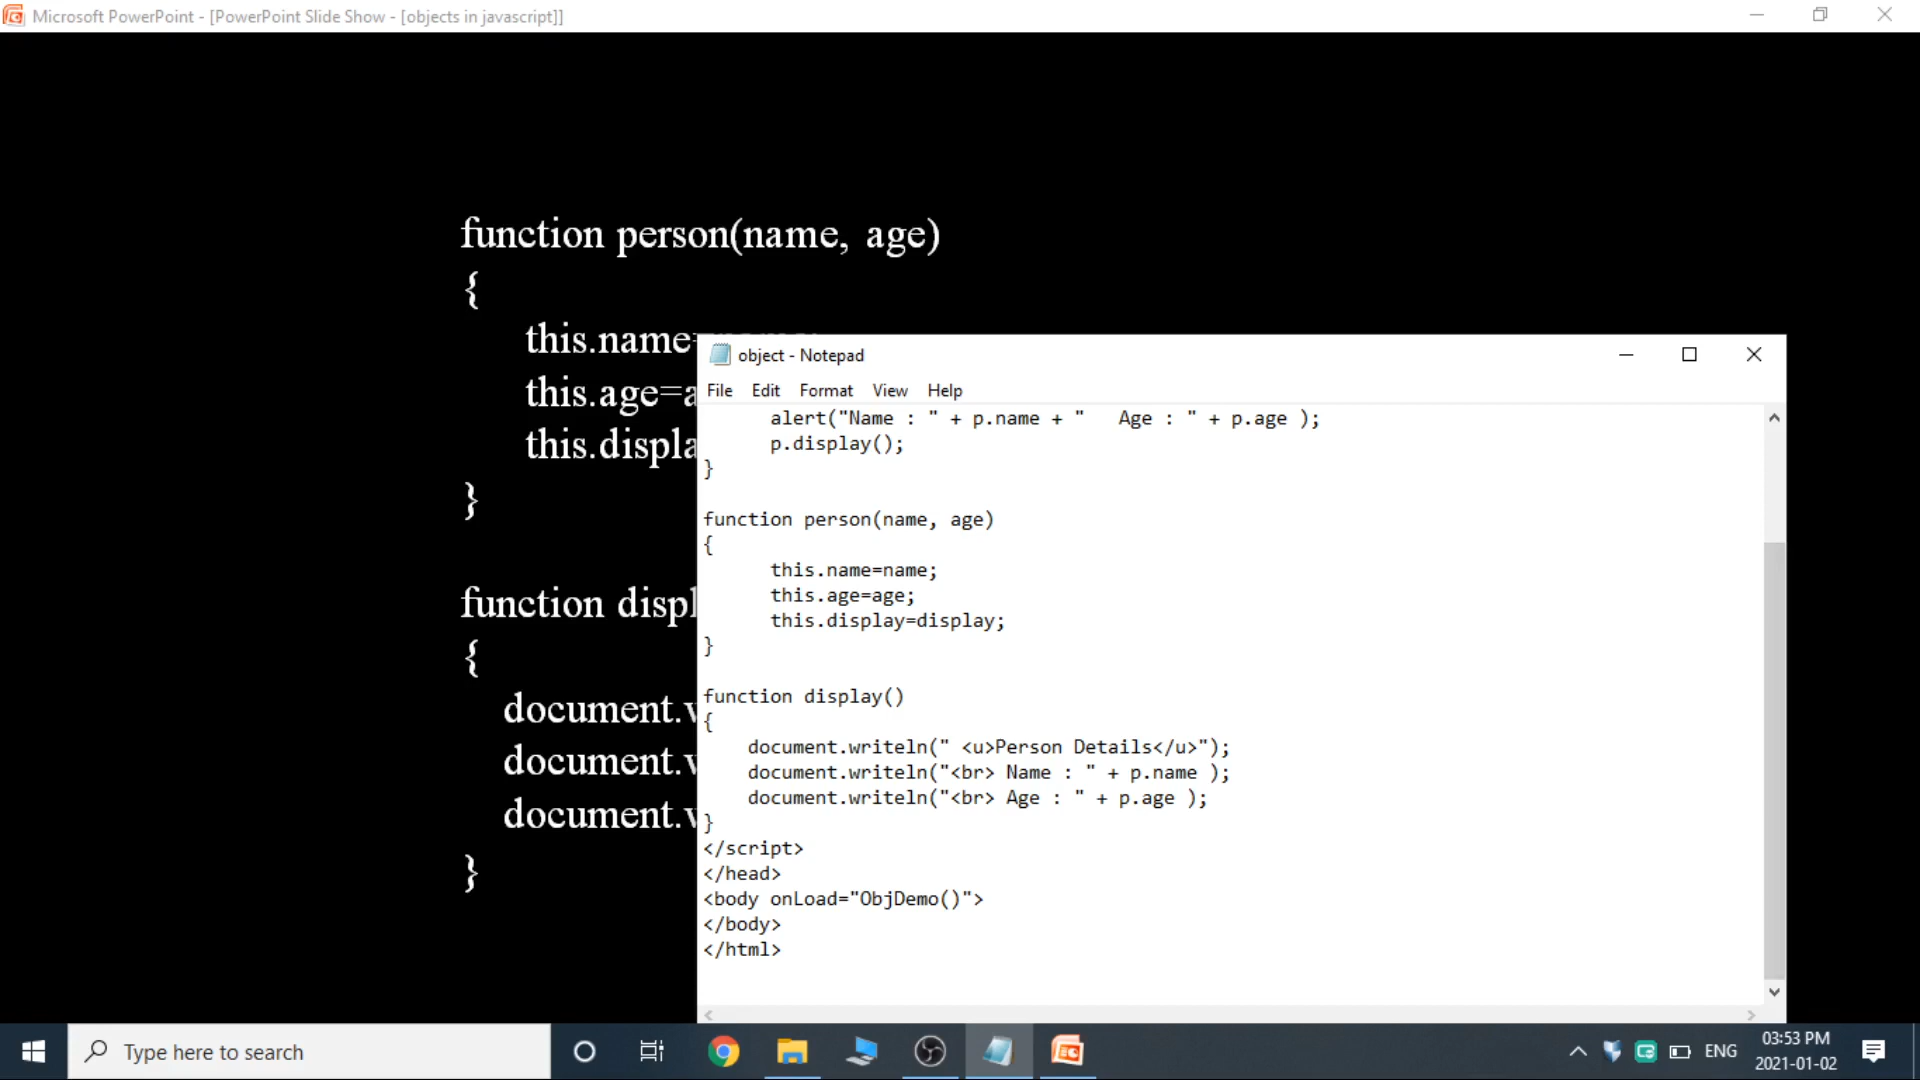 Microsoft PowerPoint - [PowerPoint Slide Show - [objects in javascript]]
function person(name, age)
{
this.name=
this.age=a
this.displa
}
function displ
{
document.
document.
document.
}
object - Notepad
File Edit Format View Help
alert("Name : " + p.name + "   Age : " + p.age );
p.display();
}
function person(name, age)
{
this.name=name;
this.age=age;
this.display=display;
}
function display()
{
document.writeln(" <u>Person Details</u>");
document.writeln("<br> Name : " + p.name );
document.writeln("<br> Age : " + p.age );
}
</script>
</head>
<body onLoad="ObjDemo()">
</body>
</html>
Type here to search
ENG
03:53 PM
2021-01-02